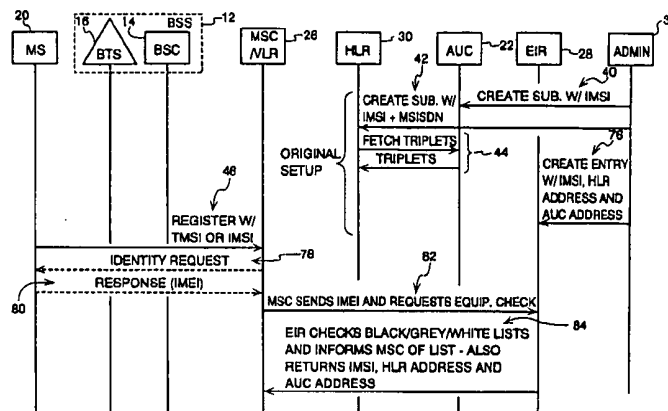 20
MS
16
BTS
14
BSC
BSS
12
MSC
/VLR
26
HLR
30
AUC
22
EIR
28
ADMIN
42
CREATE SUB. W/
IMSI + MSISDN
CREATE SUB. W/ IMSI
40
FETCH TRIPLETS
TRIPLETS
44
ORIGINAL
SETUP
76
CREATE ENTRY
W/ IMSI, HLR
ADDRESS AND
AUC ADDRESS
46
REGISTER W/
TMSI OR IMSI
IDENTITY REQUEST
78
80
RESPONSE (IMEI)
82
MSC SENDS IMEI AND REQUESTS EQUIP. CHECK
84
EIR CHECKS BLACK/GREY/WHITE LISTS
AND INFORMS MSC OF LIST - ALSO
RETURNS IMSI, HLR ADDRESS AND
AUC ADDRESS